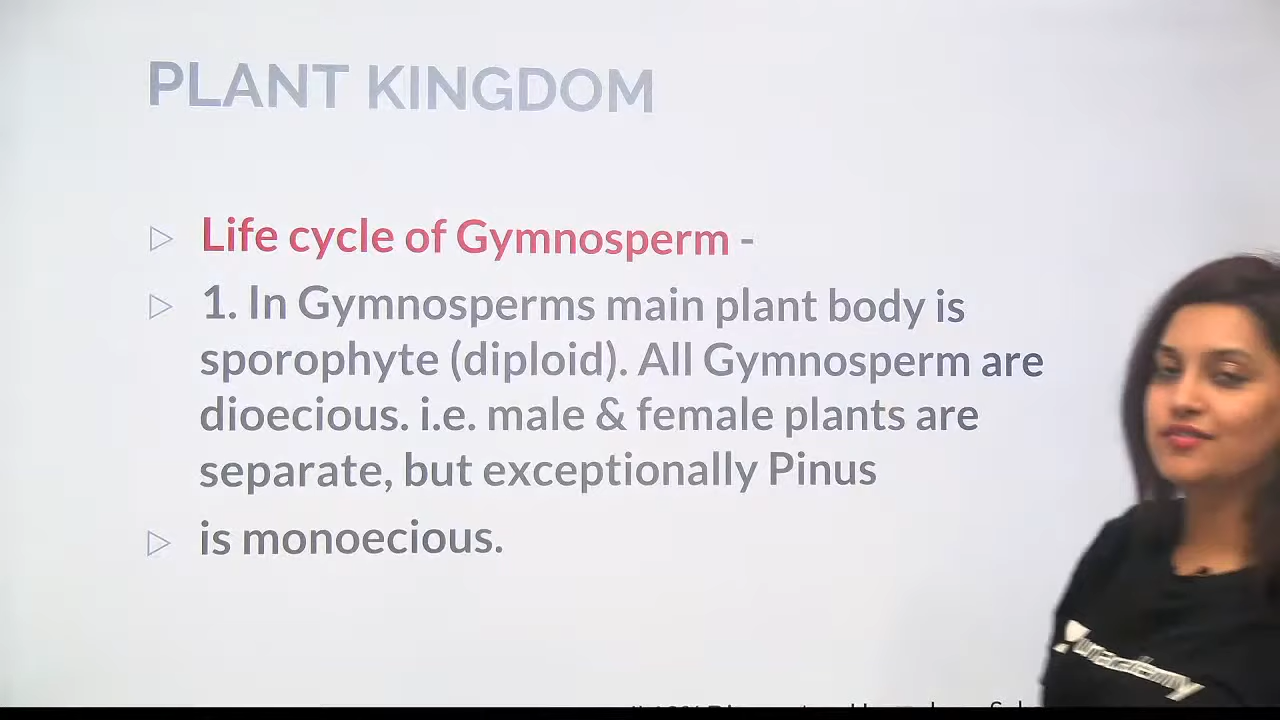 PLANT KINGDOM
Life cycle of Gymnosperm -
1. In Gymnosperms main plant body is
sporophyte (diploid). All Gymnosperm are
dioecious. i.e. male & female plants are
separate, but exceptionally Pinus
is monoecious.
unacademy